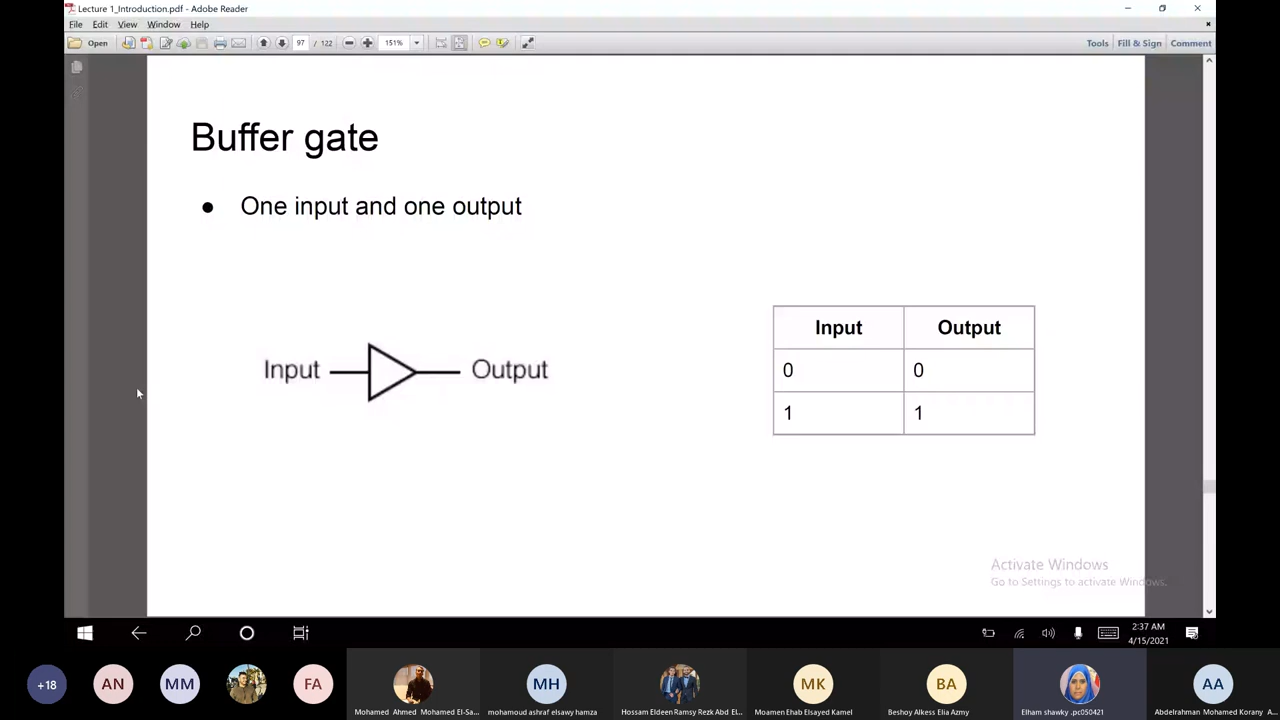 Lecture 1_Introduction.pdf - Adobe Reader
File Edit View Window Help
Open 97 / 122 151% Tools Fill & Sign Comment
Buffer gate
● One input and one output
Input Output
Input Output
0 0
1 1
Activate Windows
Go to Settings to activate Windows.
2:37 AM
4/15/2021
+18 AN MM FA MH MK BA AA
Mohamed Ahmed Mohamed El-Sa... mohamoud ashraf elsawy hamza Hossam Eldeen Ramsy Rezk Abd El... Moamen Ehab Elsayed Kamel Beshoy Alkess Elia Azmy Elham shawky .pc050421 Abdelrahman Mohamed Korany A...